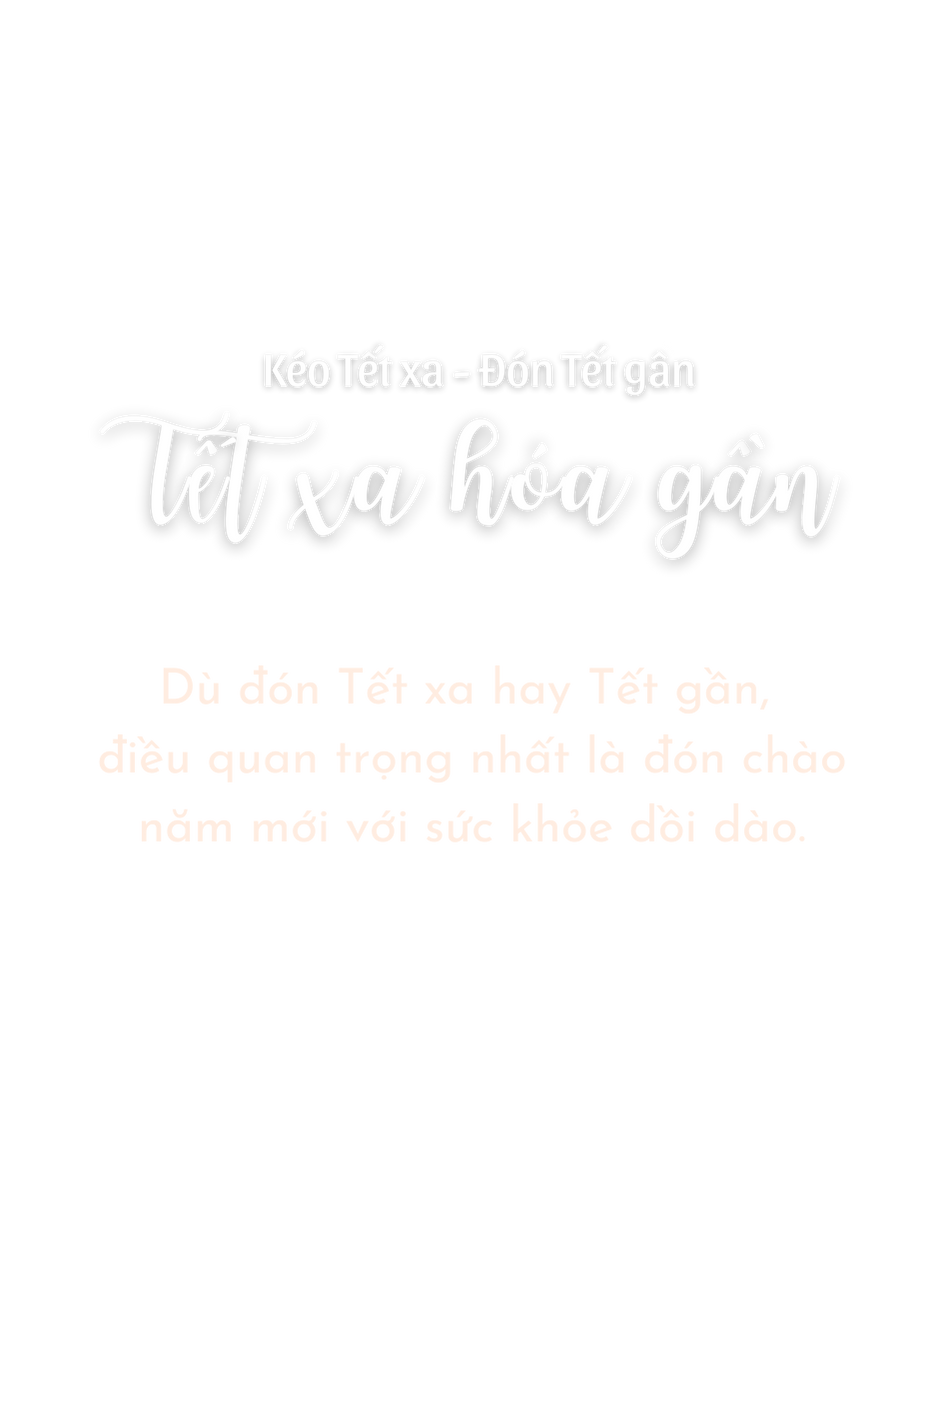 Kéo Tết xa - Đón Tết gần
Tết xa hóa gần
Dù đón Tết xa hay Tết gần,
điều quan trọng nhất là đón chào
năm mới với sức khỏe dồi dào.